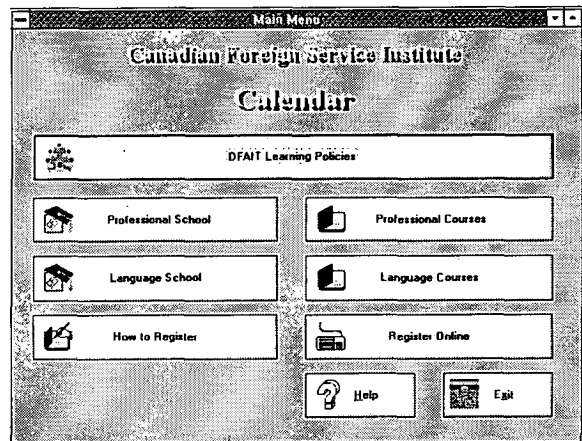 Main Menu
Canadian Foreign Service Institute
Calendar
DFAIT Learning Policies
Professional School
Professional Courses
Language School
Language Courses
How to Register
Register Online
Help
Exit